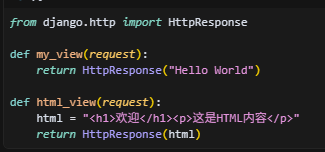 from django.http import HttpResponse
def my_view(request):
    return HttpResponse("Hello World")
def html_view(request):
    html = "<h1>欢迎</h1><p>这是HTML内容</p>"
    return HttpResponse(html)